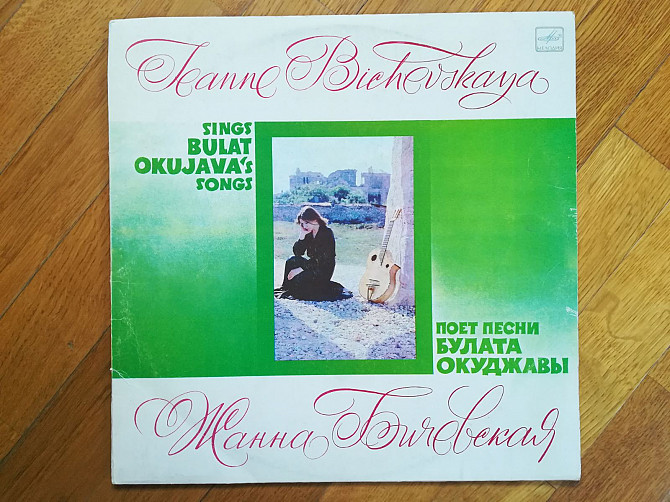 Jeanne Bichevskaya
SINGS
BULAT
OKUJAVA's
SONGS
ПОЕТ ПЕСНИ
БУЛАТА
ОКУДЖАВЫ
Жанна Бичевская